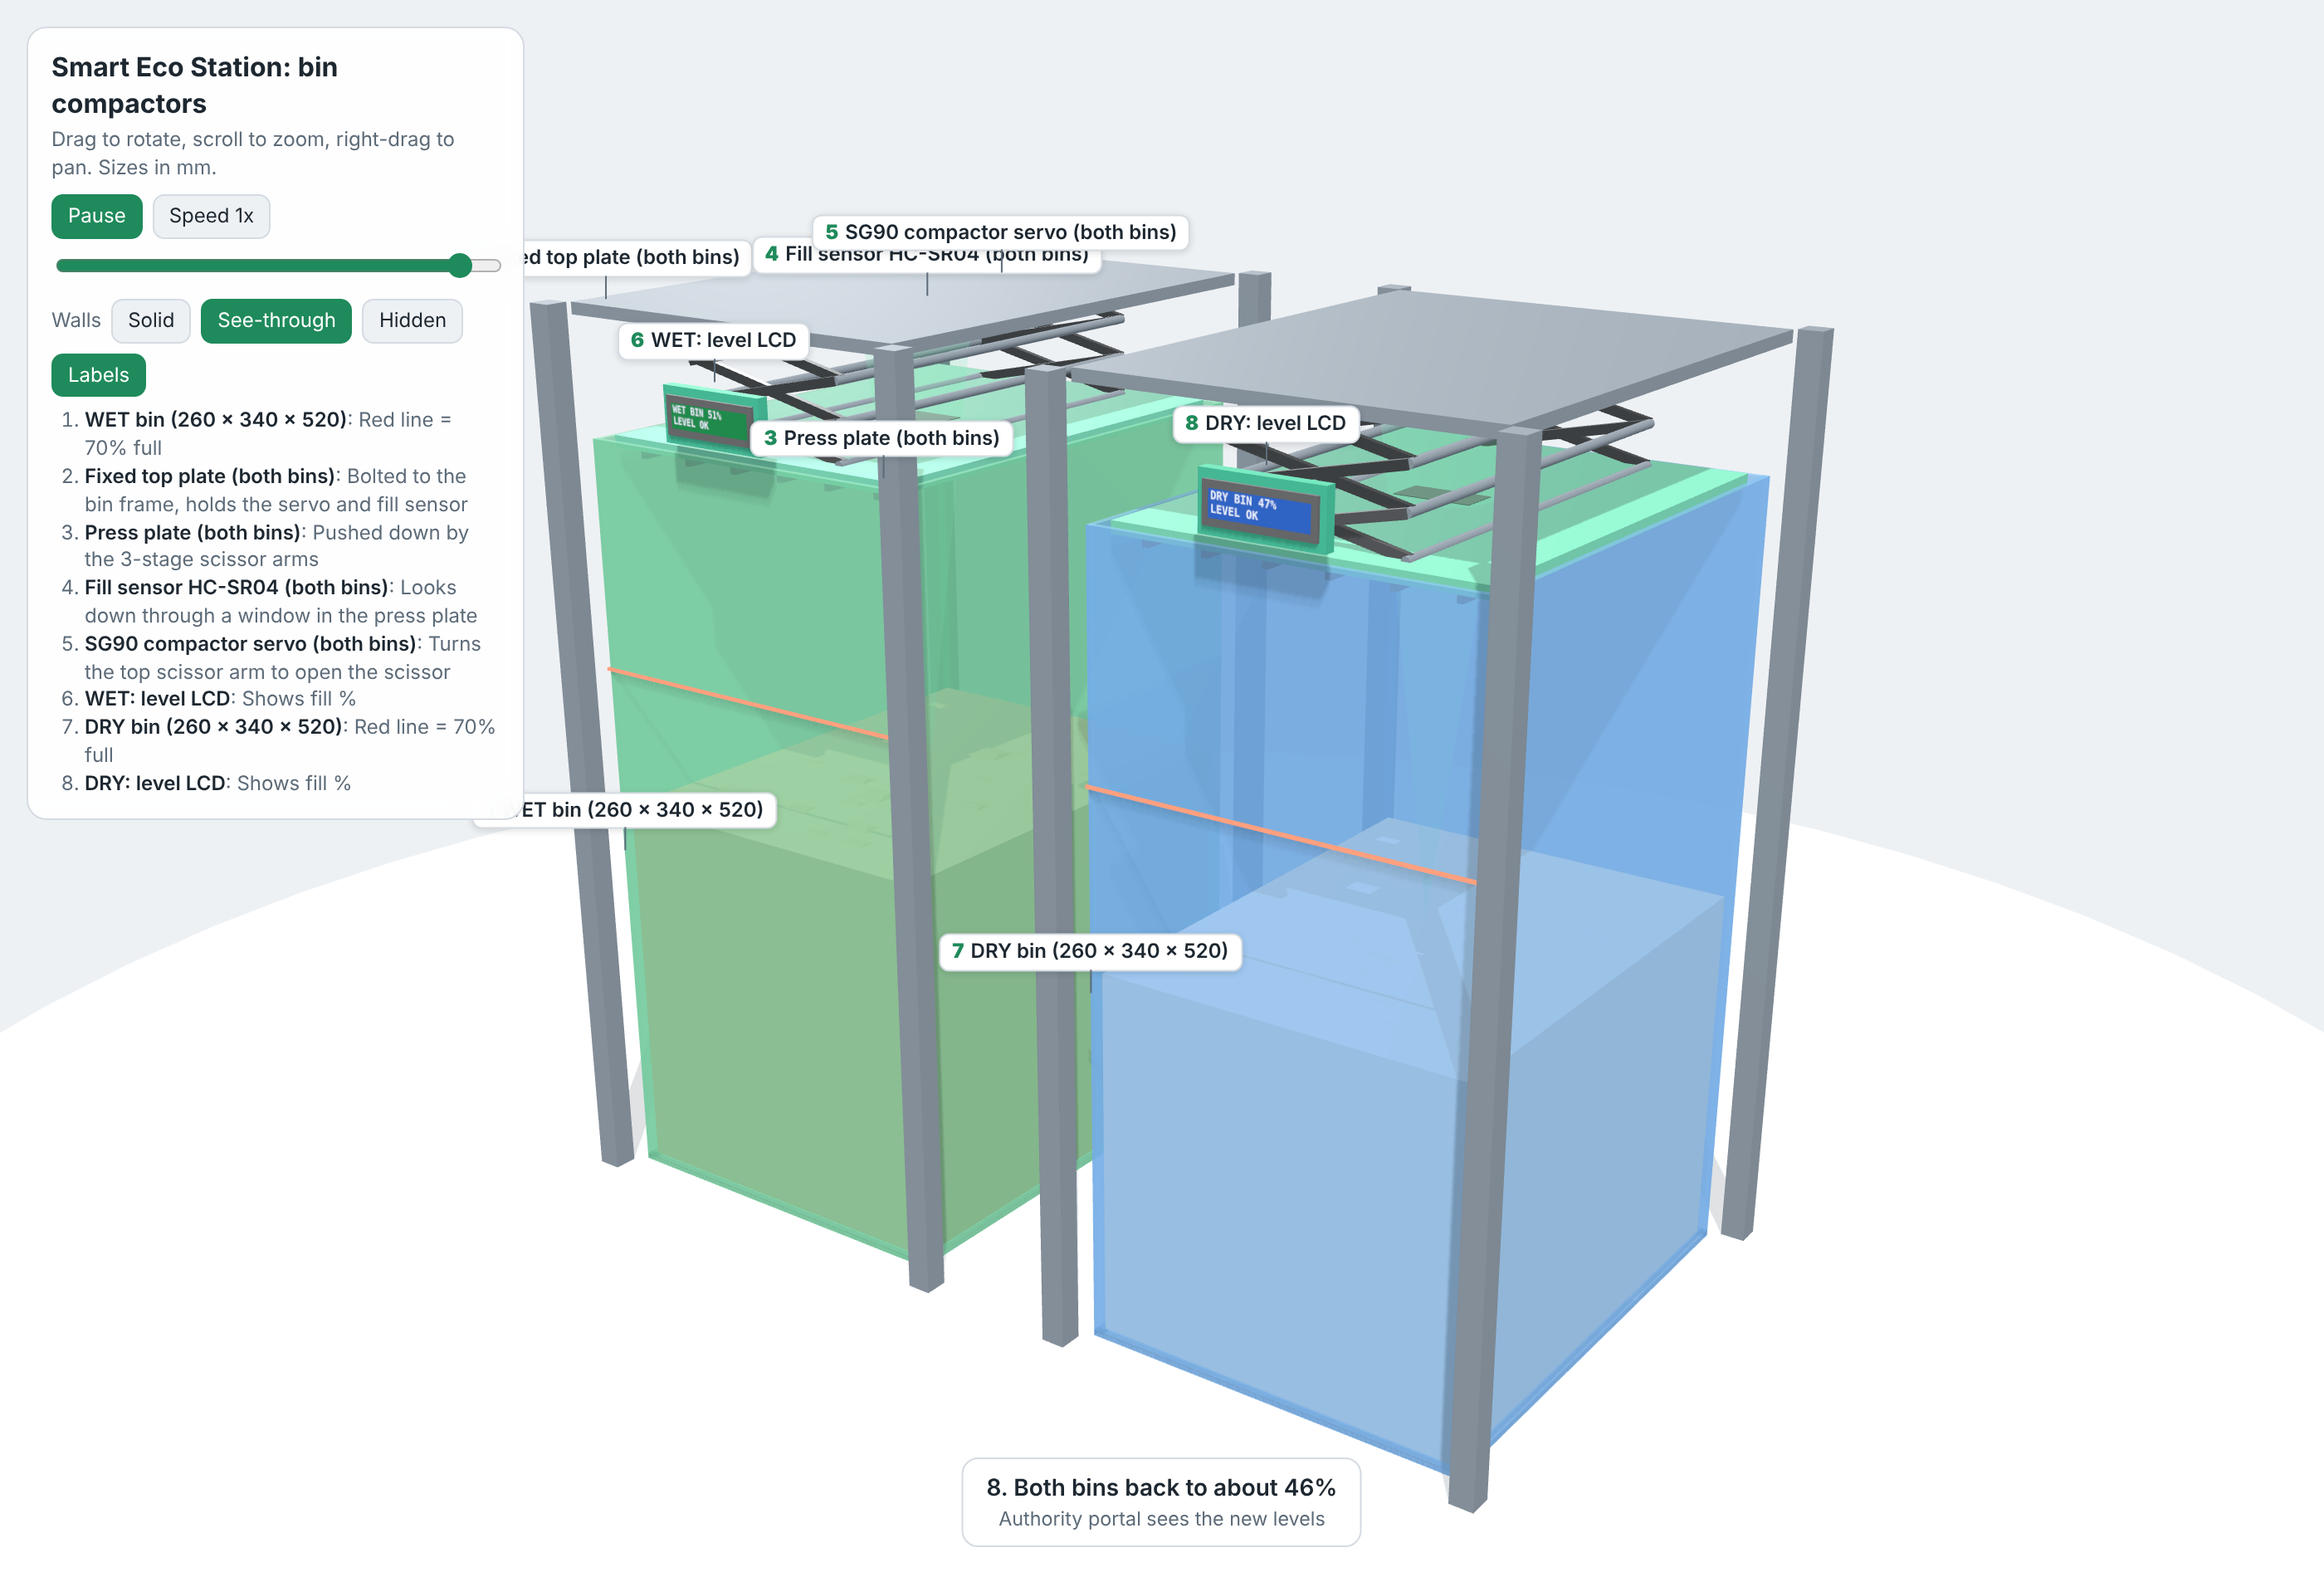 Smart Eco Station: bin
compactors
Drag to rotate, scroll to zoom, right-drag to
pan. Sizes in mm.
Pause
Speed 1x
Walls
Solid
See-through
Hidden
Labels
1. WET bin (260 × 340 × 520): Red line =
70% full
2. Fixed top plate (both bins): Bolted to the
bin frame, holds the servo and fill sensor
3. Press plate (both bins): Pushed down by
the 3-stage scissor arms
4. Fill sensor HC-SR04 (both bins): Looks
down through a window in the press plate
5. SG90 compactor servo (both bins): Turns
the top scissor arm to open the scissor
6. WET: level LCD: Shows fill %
7. DRY bin (260 × 340 × 520): Red line = 70%
full
8. DRY: level LCD: Shows fill %
5 SG90 compactor servo (both bins)
ed top plate (both bins)
4 Fill sensor HC-SR04 (both bins)
6 WET: level LCD
WET BIN 51%
LEVEL OK
3 Press plate (both bins)
8 DRY: level LCD
DRY BIN 47%
LEVEL OK
WET bin (260 × 340 × 520)
7 DRY bin (260 × 340 × 520)
8. Both bins back to about 46%
Authority portal sees the new levels